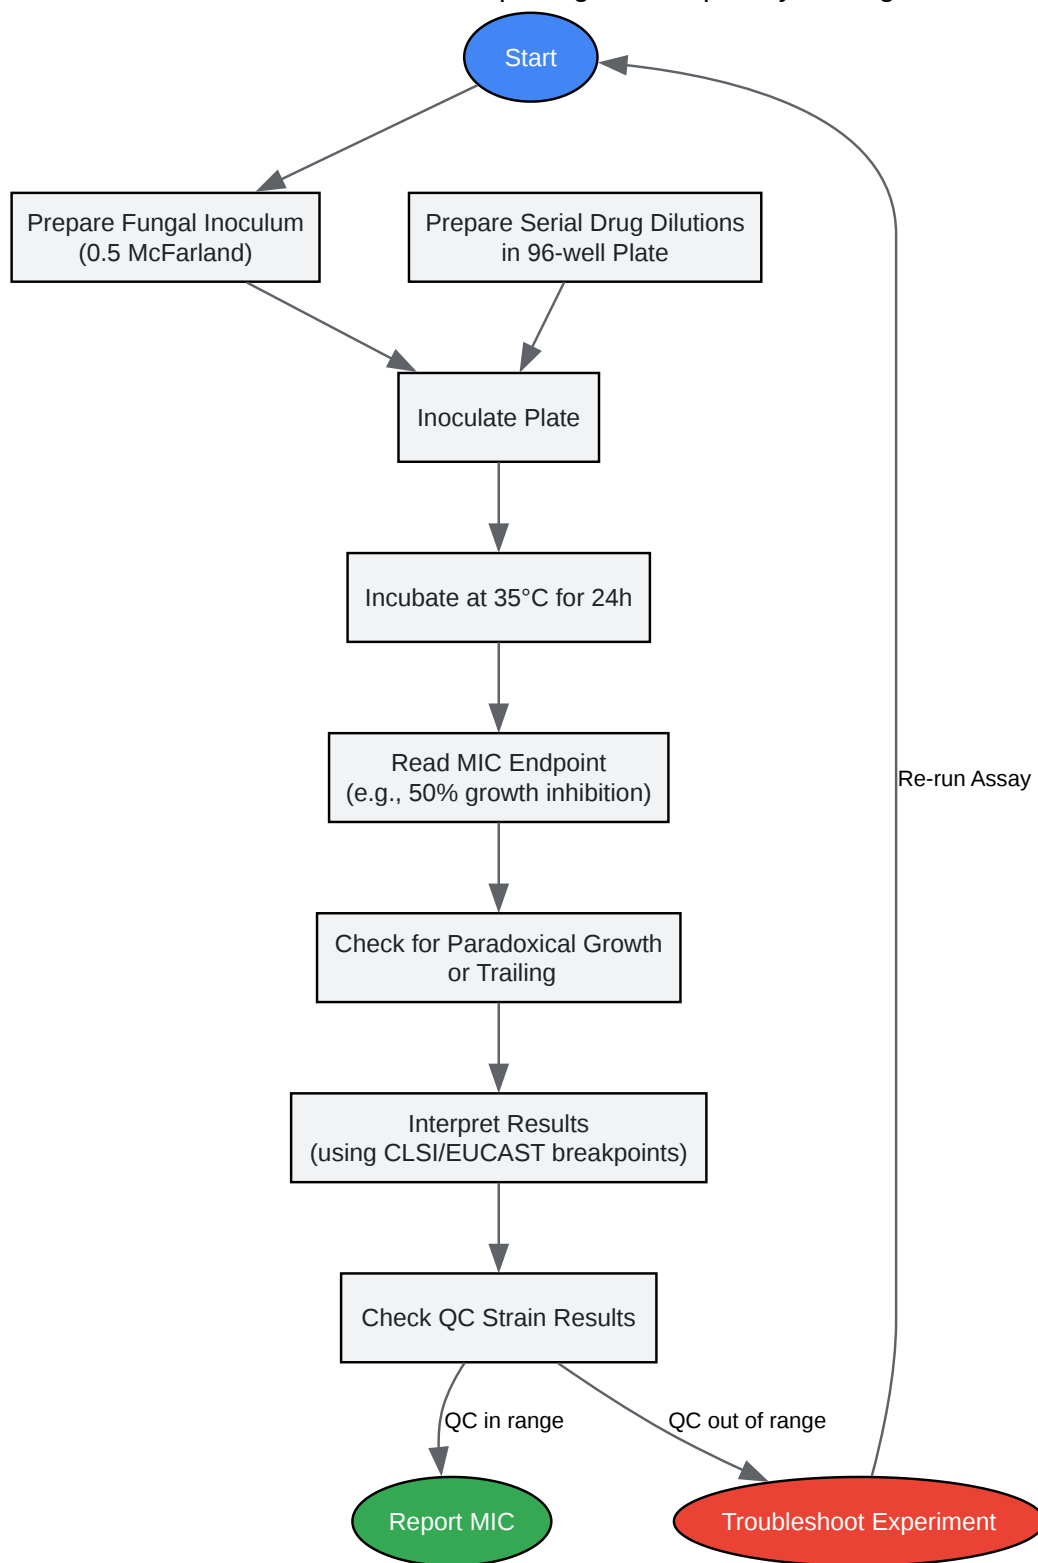 Start
Prepare Fungal Inoculum
(0.5 McFarland)
Prepare Serial Drug Dilutions
in 96-well Plate
Inoculate Plate
Incubate at 35°C for 24h
Read MIC Endpoint
(e.g., 50% growth inhibition)
Re-run Assay
Check for Paradoxical Growth
or Trailing
Interpret Results
(using CLSI/EUCAST breakpoints)
Check QC Strain Results
QC in range
QC out of range
Report MIC
Troubleshoot Experiment